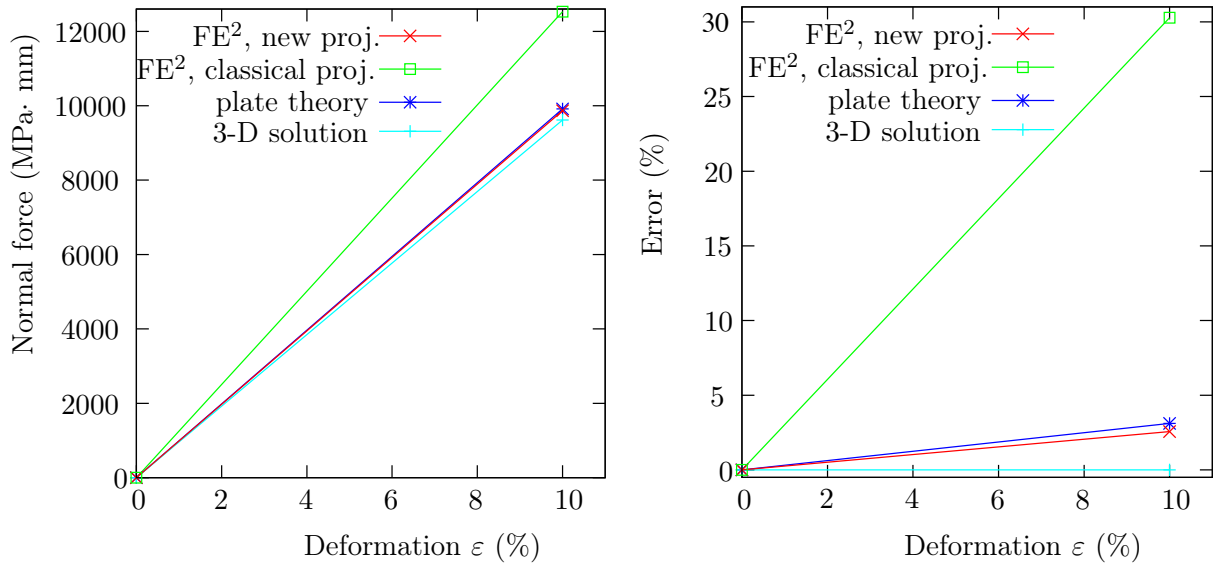 12000
10000
8000
6000
4000
2000
0
0
2
4
6
8
10
Normal force (MPa· mm)
Deformation ε (%)
FE², new proj.
FE², classical proj.
plate theory
3-D solution
30
25
20
15
10
5
0
0
2
4
6
8
10
Error (%)
Deformation ε (%)
FE², new proj.
FE², classical proj.
plate theory
3-D solution